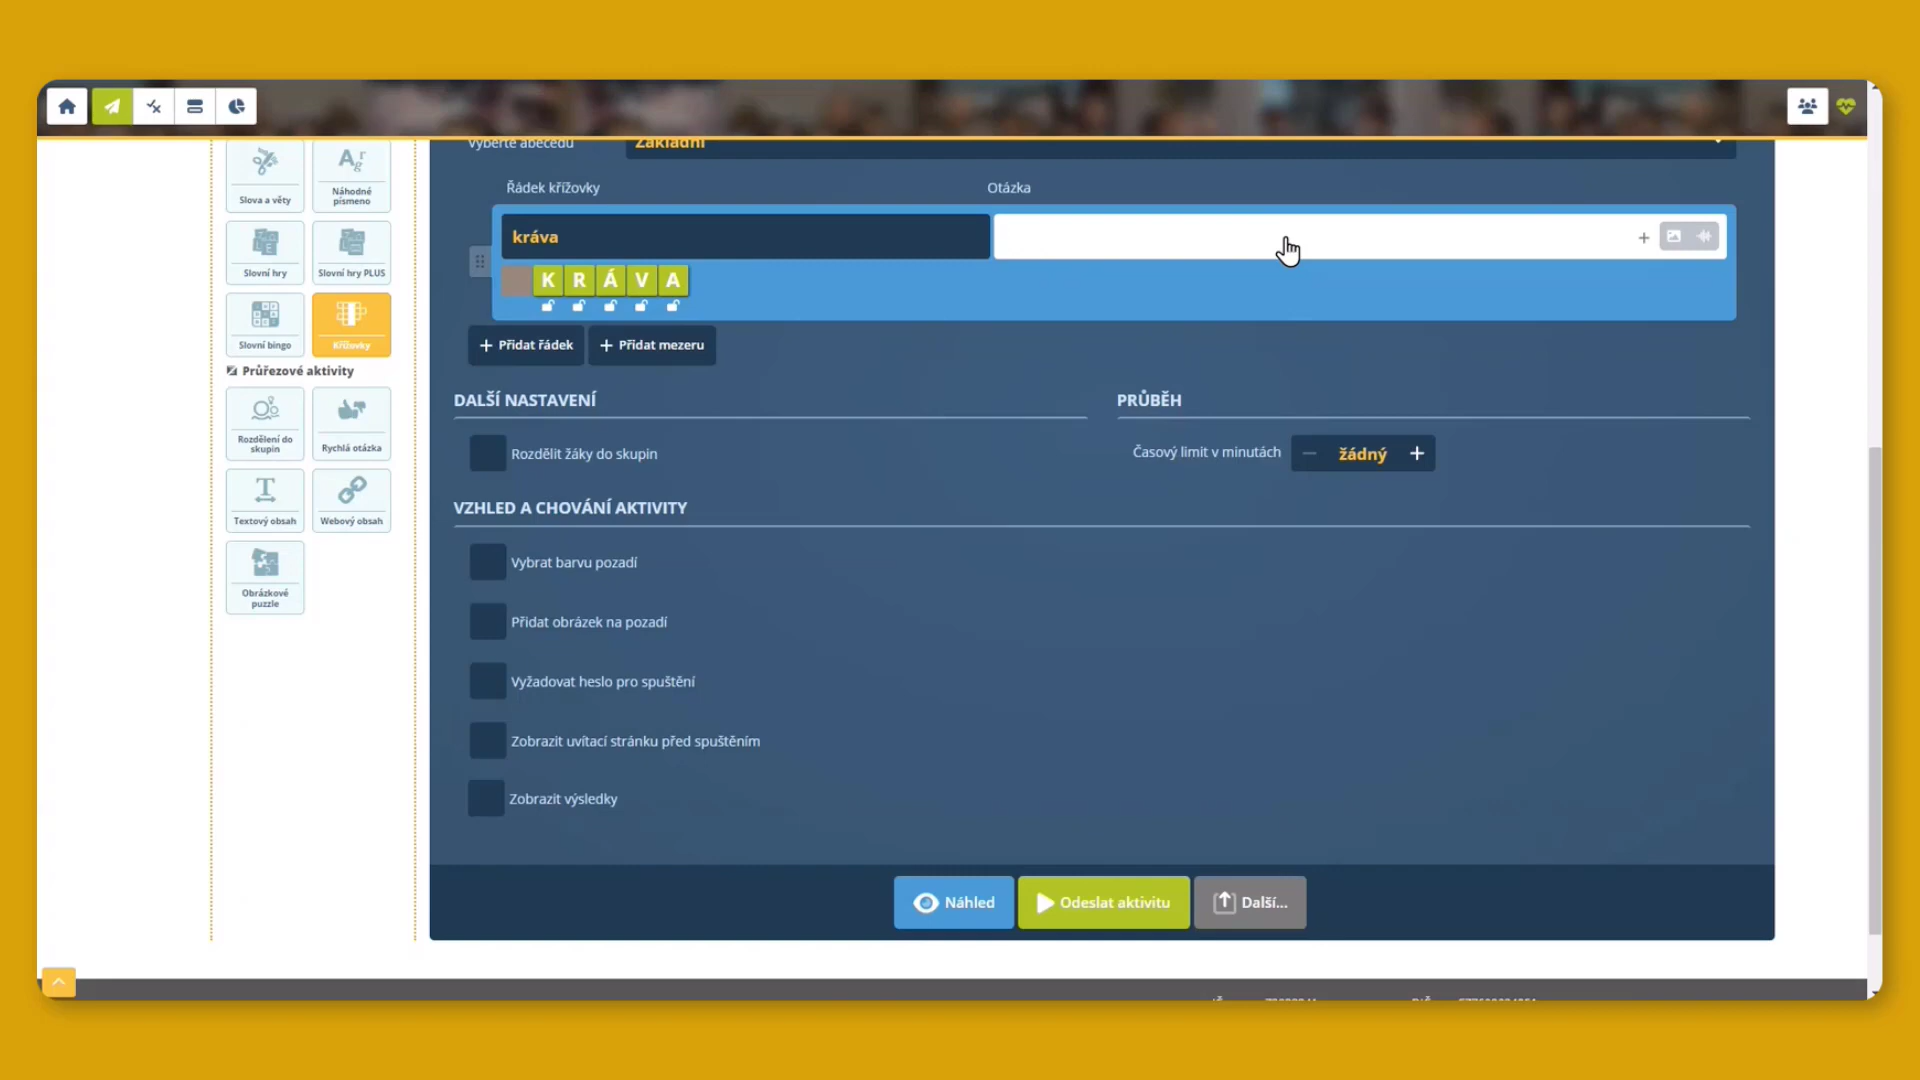 Vyberte abecedu
Základní
Řádek křížovky
Otázka
kráva
K R Á V A
+ Přidat řádek
+ Přidat mezeru
DALŠÍ NASTAVENÍ
PRŮBĚH
Rozdělit žáky do skupin
Časový limit v minutách
− žádný +
VZHLED A CHOVÁNÍ AKTIVITY
Vybrat barvu pozadí
Přidat obrázek na pozadí
Vyžadovat heslo pro spuštění
Zobrazit uvítací stránku před spuštěním
Zobrazit výsledky
Náhled
Odeslat aktivitu
Další...
Slova a věty
Náhodné
písmeno
Slovní hry
Slovní hry PLUS
Slovní bingo
Křížovky
Průřezové aktivity
Rozdělení do
skupin
Rychlá otázka
Textový obsah
Webový obsah
Obrázkové
puzzle